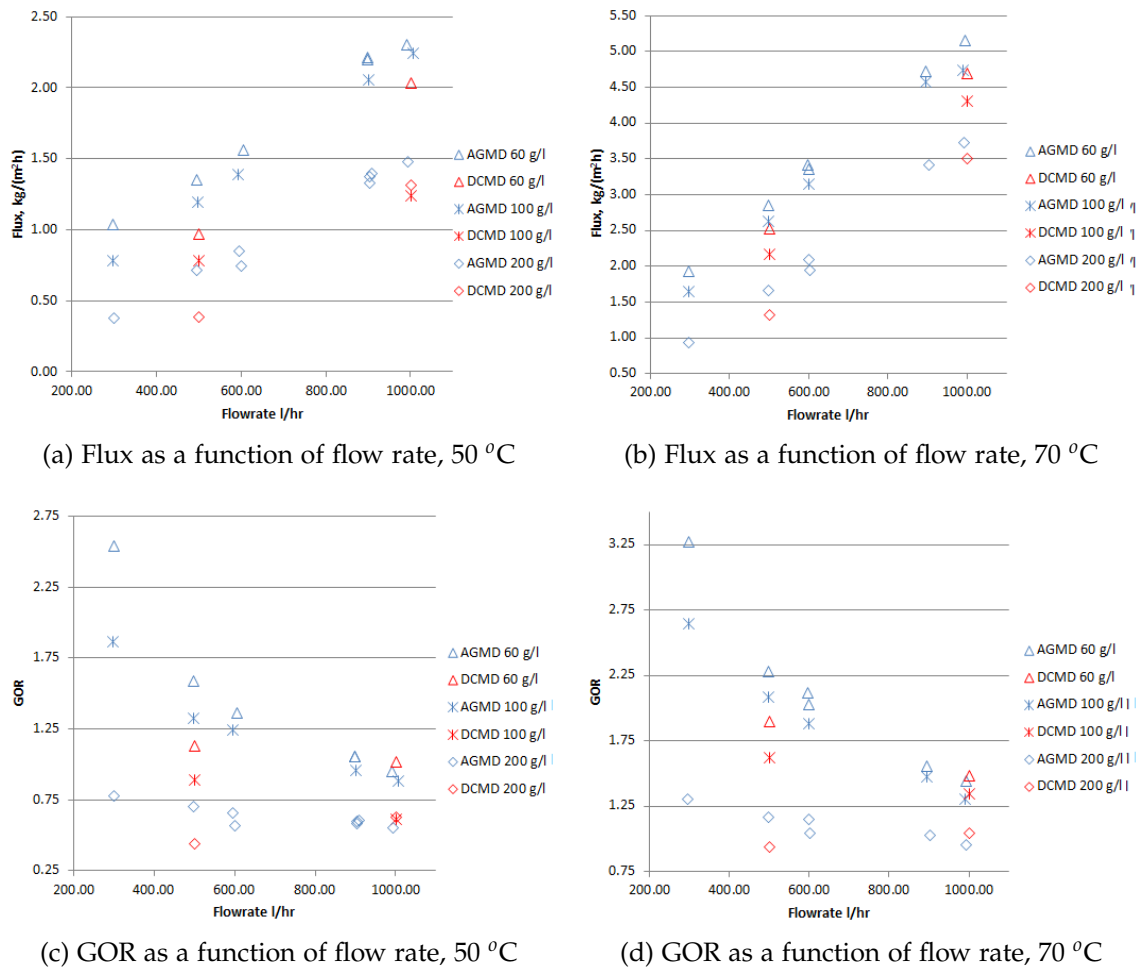 2.50
2.00
1.50
1.00
0.50
0.00
Flux, kg/(m²h)
200.00 400.00 600.00 800.00 1000.00
Flowrate l/hr
AGMD 60 g/l
DCMD 60 g/l
AGMD 100 g/l
DCMD 100 g/l
AGMD 200 g/l
DCMD 200 g/l
(a) Flux as a function of flow rate, 50 °C
5.50
5.00
4.50
4.00
3.50
3.00
2.50
2.00
1.50
1.00
0.50
Flux, kg/(m²h)
200.00 400.00 600.00 800.00 1000.00
Flowrate l/hr
AGMD 60 g/l
DCMD 60 g/l
AGMD 100 g/l
DCMD 100 g/l
AGMD 200 g/l
DCMD 200 g/l
(b) Flux as a function of flow rate, 70 °C
2.75
2.25
1.75
1.25
0.75
0.25
GOR
200.00 400.00 600.00 800.00 1000.00
Flowrate l/hr
AGMD 60 g/l
DCMD 60 g/l
AGMD 100 g/l
DCMD 100 g/l
AGMD 200 g/l
DCMD 200 g/l
(c) GOR as a function of flow rate, 50 °C
3.25
2.75
2.25
1.75
1.25
0.75
GOR
200.00 400.00 600.00 800.00 1000.00
Flowrate l/hr
AGMD 60 g/l
DCMD 60 g/l
AGMD 100 g/l
DCMD 100 g/l
AGMD 200 g/l
DCMD 200 g/l
(d) GOR as a function of flow rate, 70 °C